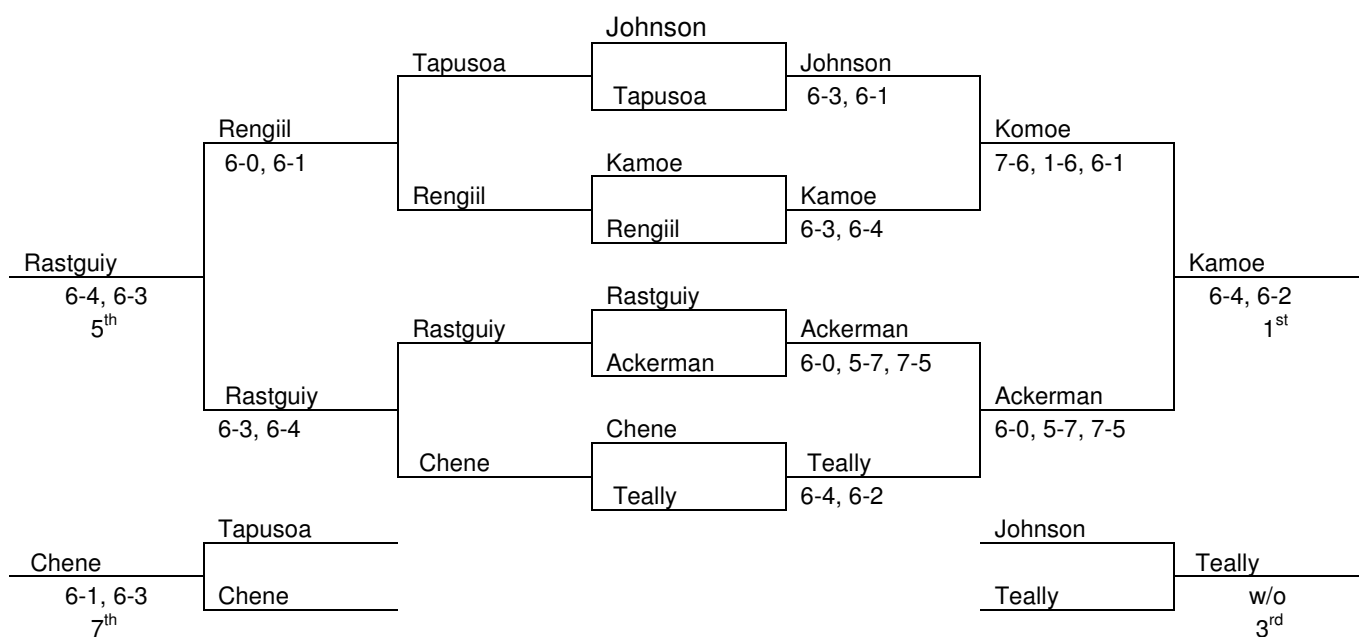 Johnson
Tapusoa
Johnson
Tapusoa
6-3, 6-1
Rengiil
Komoe
6-0, 6-1
Kamoe
7-6, 1-6, 6-1
Rengiil
Kamoe
Rengiil
6-3, 6-4
Rastguiy
Kamoe
6-4, 6-3
Rastguiy
6-4, 6-2
5th
Rastguiy
Ackerman
1st
Ackerman
6-0, 5-7, 7-5
Rastguiy
Ackerman
6-3, 6-4
Chene
6-0, 5-7, 7-5
Chene
Teally
Teally
6-4, 6-2
Tapusoa
Johnson
Chene
Teally
6-1, 6-3
Chene
Teally
w/o
7th
3rd